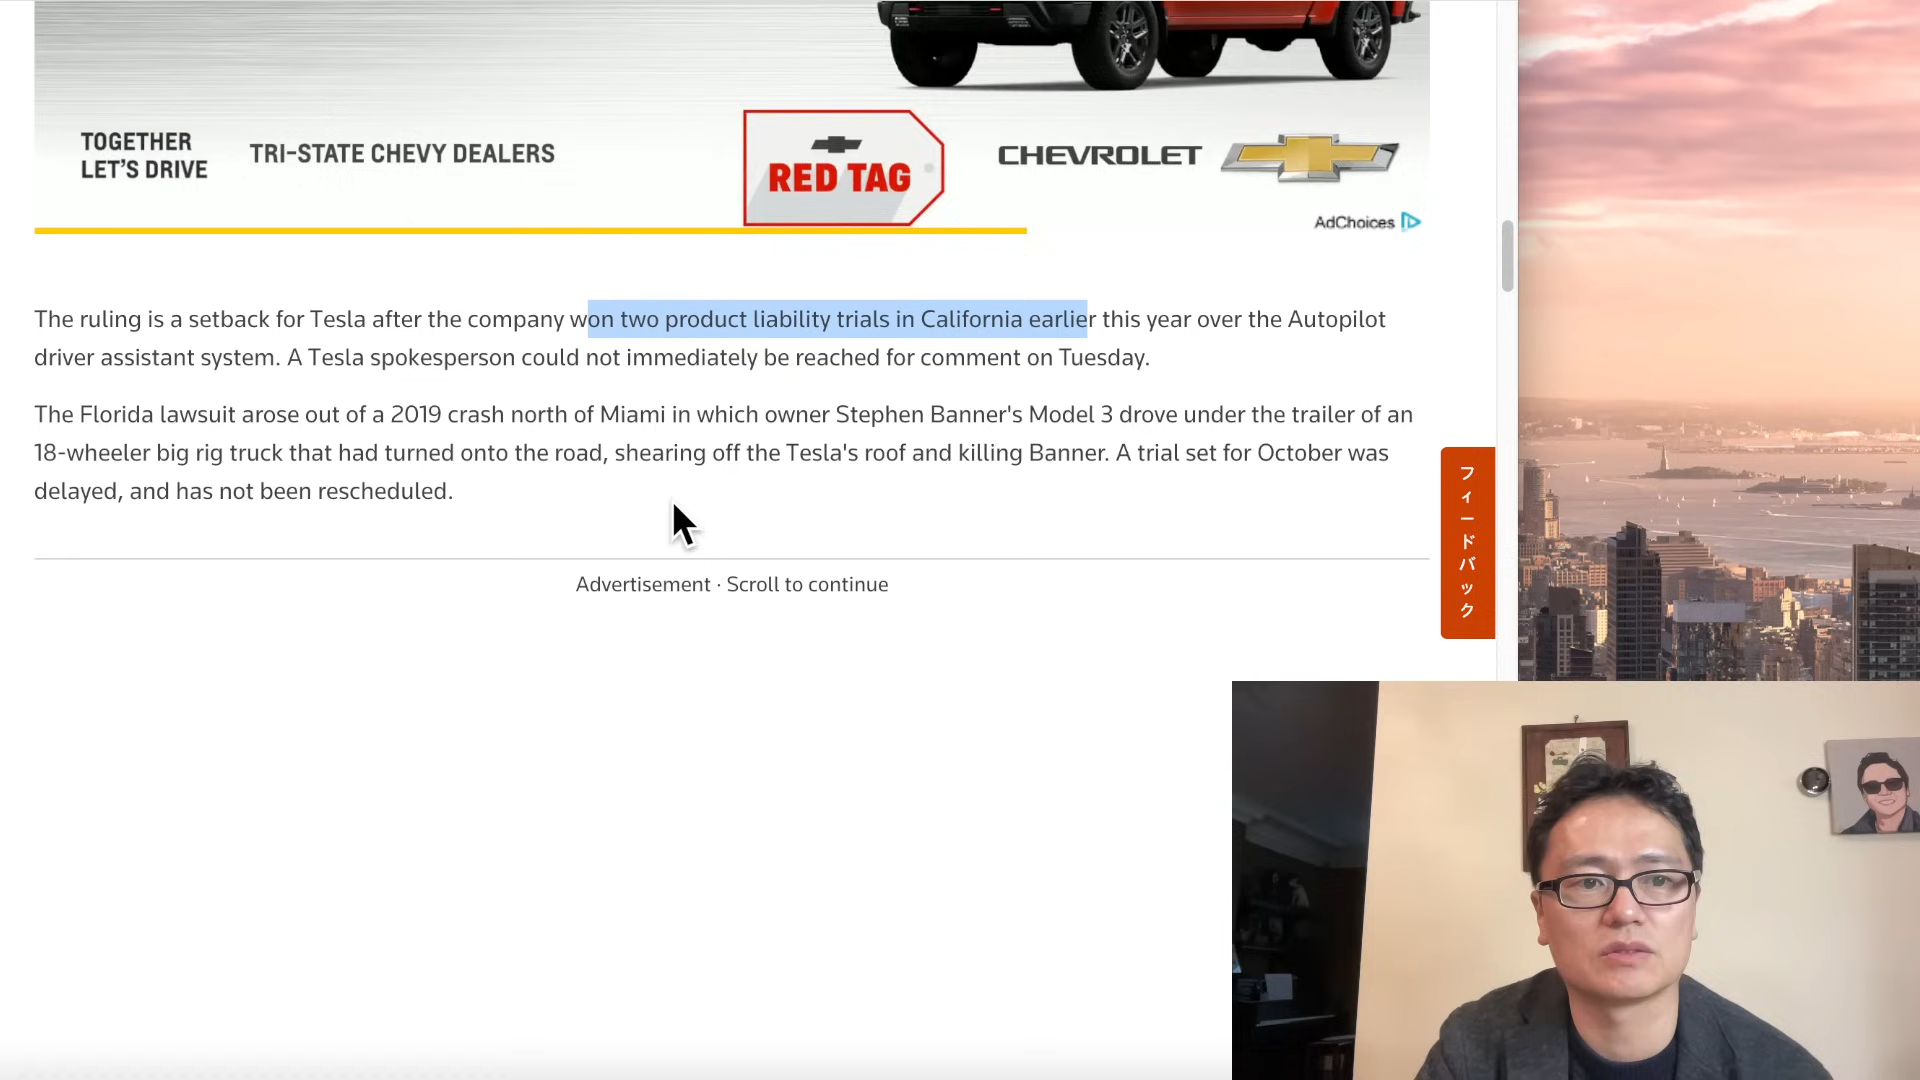 TOGETHER
LET'S DRIVE
TRI-STATE CHEVY DEALERS
RED TAG
CHEVROLET
AdChoices
The ruling is a setback for Tesla after the company won two product liability trials in California earlier this year over the Autopilot
driver assistant system. A Tesla spokesperson could not immediately be reached for comment on Tuesday.
The Florida lawsuit arose out of a 2019 crash north of Miami in which owner Stephen Banner's Model 3 drove under the trailer of an
18-wheeler big rig truck that had turned onto the road, shearing off the Tesla's roof and killing Banner. A trial set for October was
delayed, and has not been rescheduled.
フィードバック
Advertisement · Scroll to continue